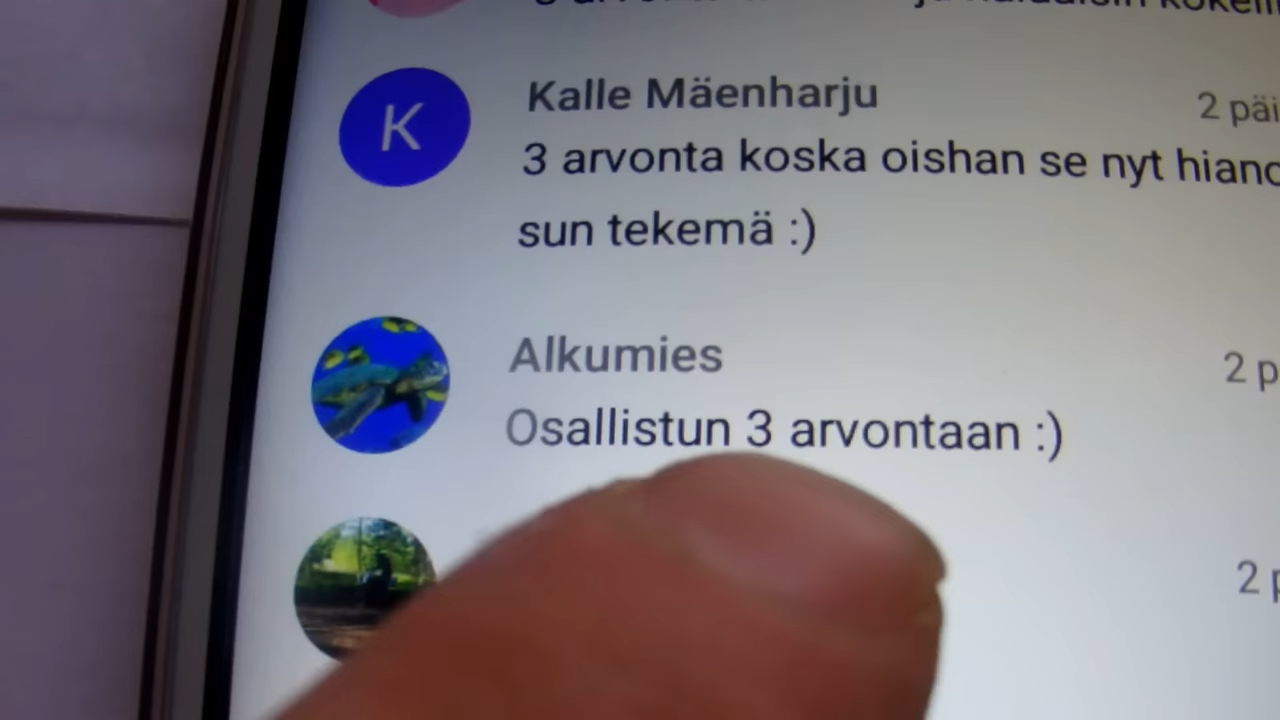 Kalle Mäenharju
2 päi
3 arvonta koska oishan se nyt hiano
sun tekemä :)
K
Alkumies
2 p
Osallistun 3 arvontaan :)
2 p